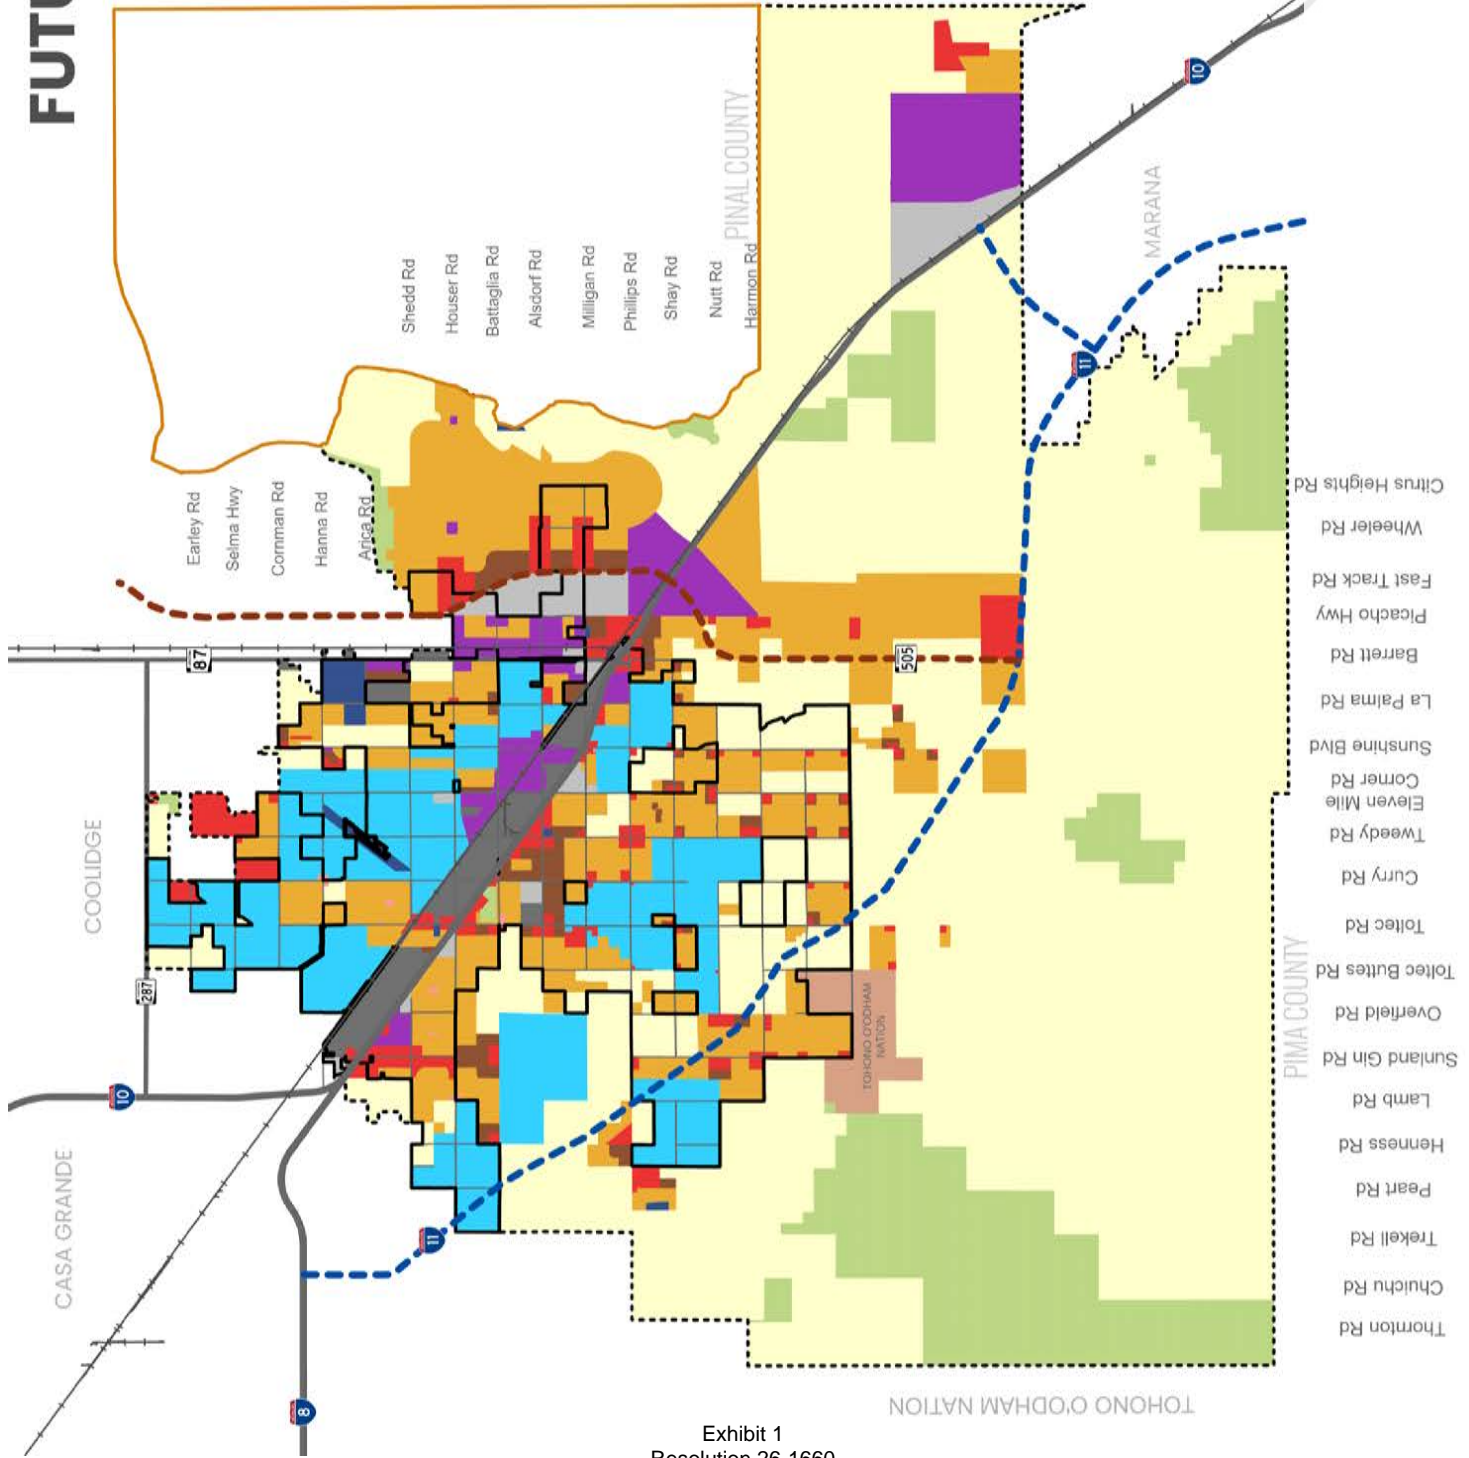 FUTU
10
PINAL COUNTY
MARANA
Shedd Rd
Houser Rd
Battaglia Rd
Alsdorf Rd
Milligan Rd
Phillips Rd
Shay Rd
Nutt Rd
Harmon Rd
11
Earley Rd
Selma Hwy
Cornman Rd
Hanna Rd
Arica Rd
Citrus Heights Rd
Wheeler Rd
Fast Track Rd
Picacho Hwy
Barrett Rd
La Palma Rd
Sunshine Blvd
Corner Rd
Eleven Mile
Tweedy Rd
Curry Rd
Toltec Rd
Toltec Buttes Rd
Overfield Rd
Sunland Gin Rd
Lamb Rd
Henness Rd
Peart Rd
Trekell Rd
Chuichu Rd
Thornton Rd
87
505
COOLIDGE
287
PIMA COUNTY
TOHONO O'ODHAM
NATION
10
CASA GRANDE
11
8
TOHONO O'ODHAM NATION
Exhibit 1
Resolution 26-1660